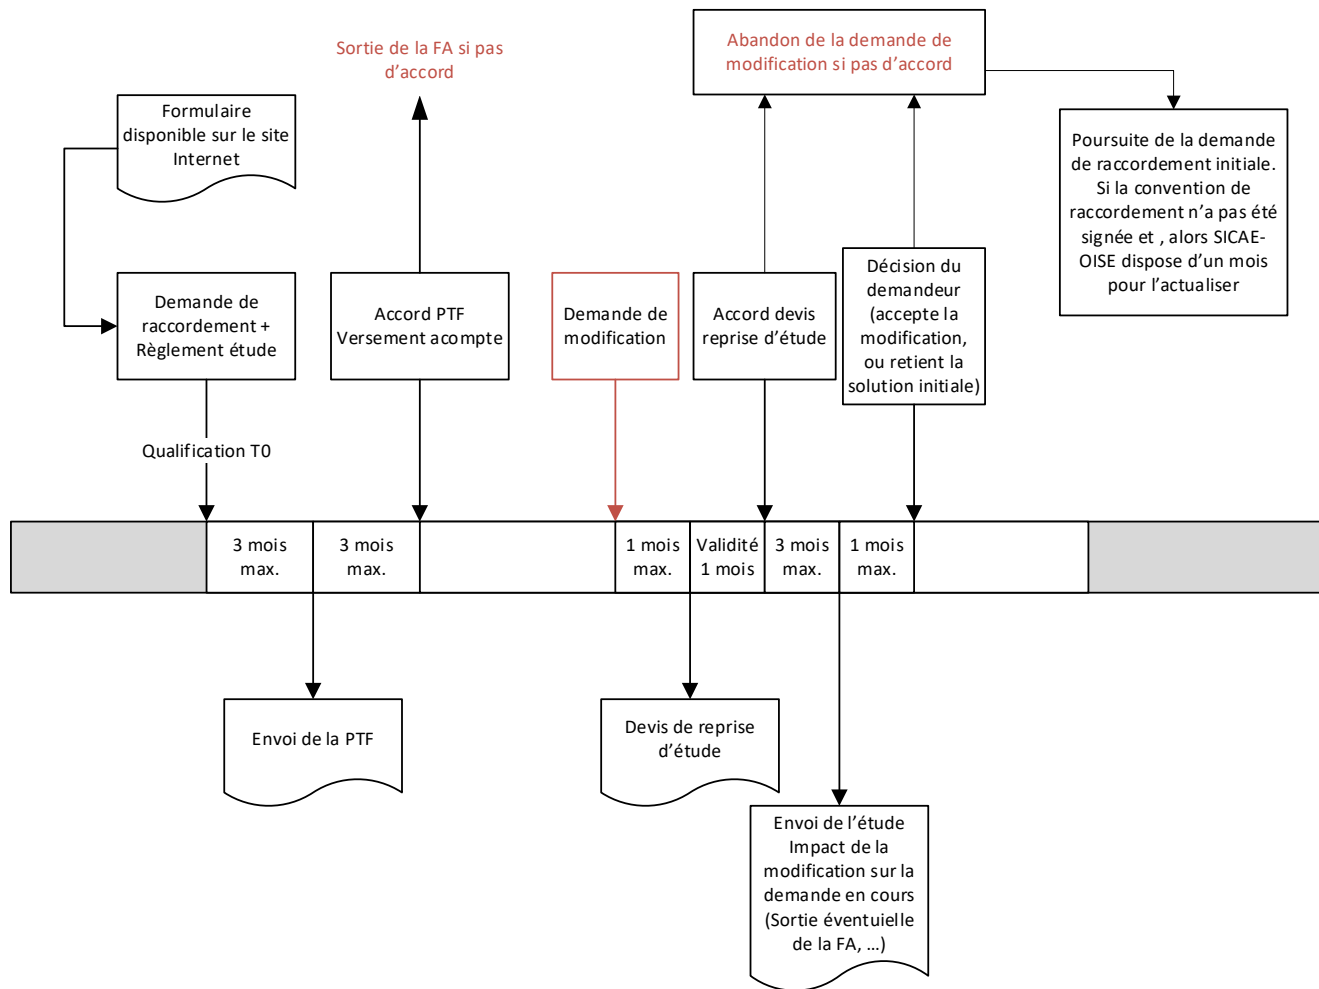 Sortie de la FA si pas
d'accord
Abandon de la demande de
modification si pas d'accord
Formulaire
disponible sur le site
Internet
Poursuite de la demande
de raccordement initiale.
Si la convention de
raccordement n'a pas été
signée et , alors SICAE-
OISE dispose d'un mois
pour l'actualiser
Demande de
raccordement +
Règlement étude
Accord PTF
Versement acompte
Demande de
modification
Accord devis
reprise d'étude
Décision du
demandeur
(accepte la
modification,
ou retient la
solution initiale)
Qualification T0
3 mois
max.
3 mois
max.
1 mois
max.
Validité
1 mois
3 mois
max.
1 mois
max.
Envoi de la PTF
Devis de reprise
d'étude
Envoi de l'étude
Impact de la
modification sur la
demande en cours
(Sortie éventuielle
de la FA, ...)